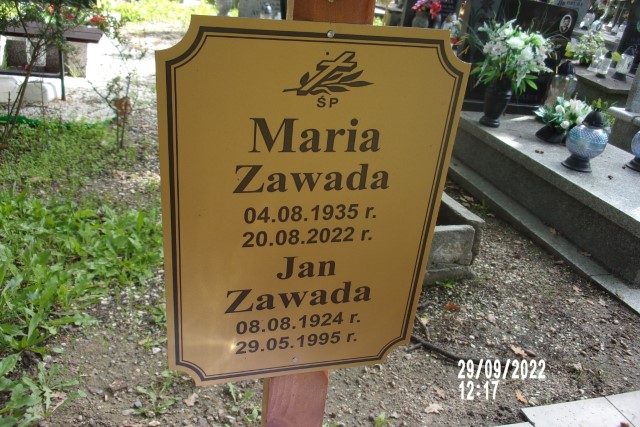 ŚP
Maria
Zawada
04.08.1935 r.
20.08.2022 r.
Jan
Zawada
08.08.1924 r.
29.05.1995 r.
29/09/2022
12:17